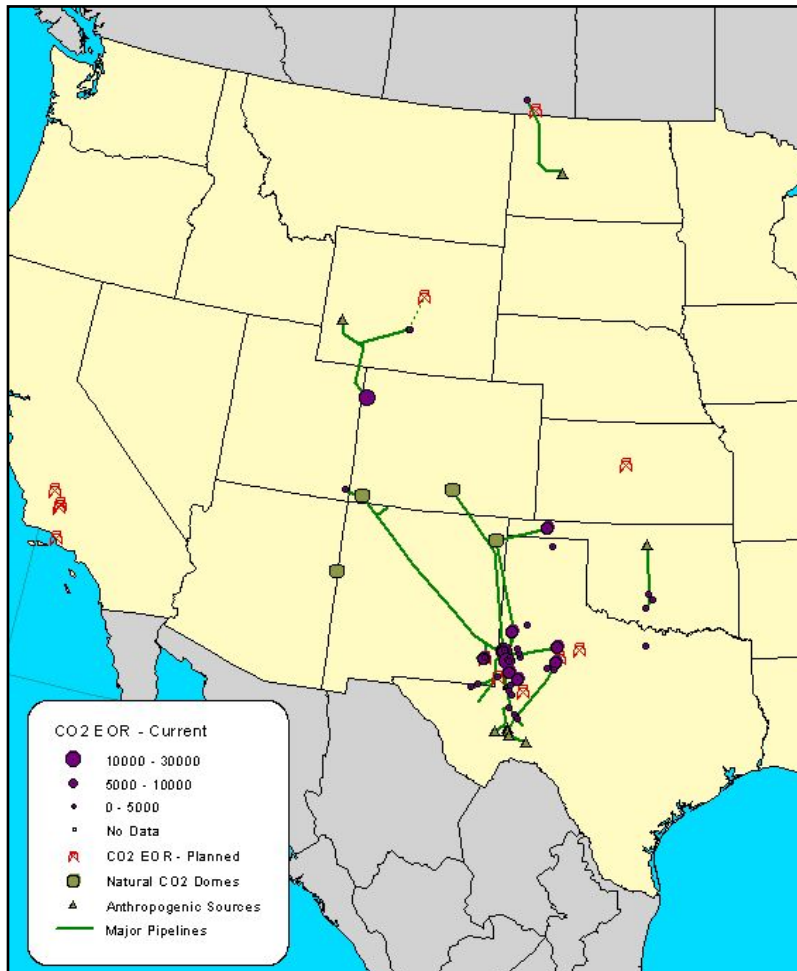 CO2 EOR - Current
10000 - 30000
5000 - 10000
0 - 5000
No Data
CO2 EOR - Planned
Natural CO2 Domes
Anthropogenic Sources
Major Pipelines